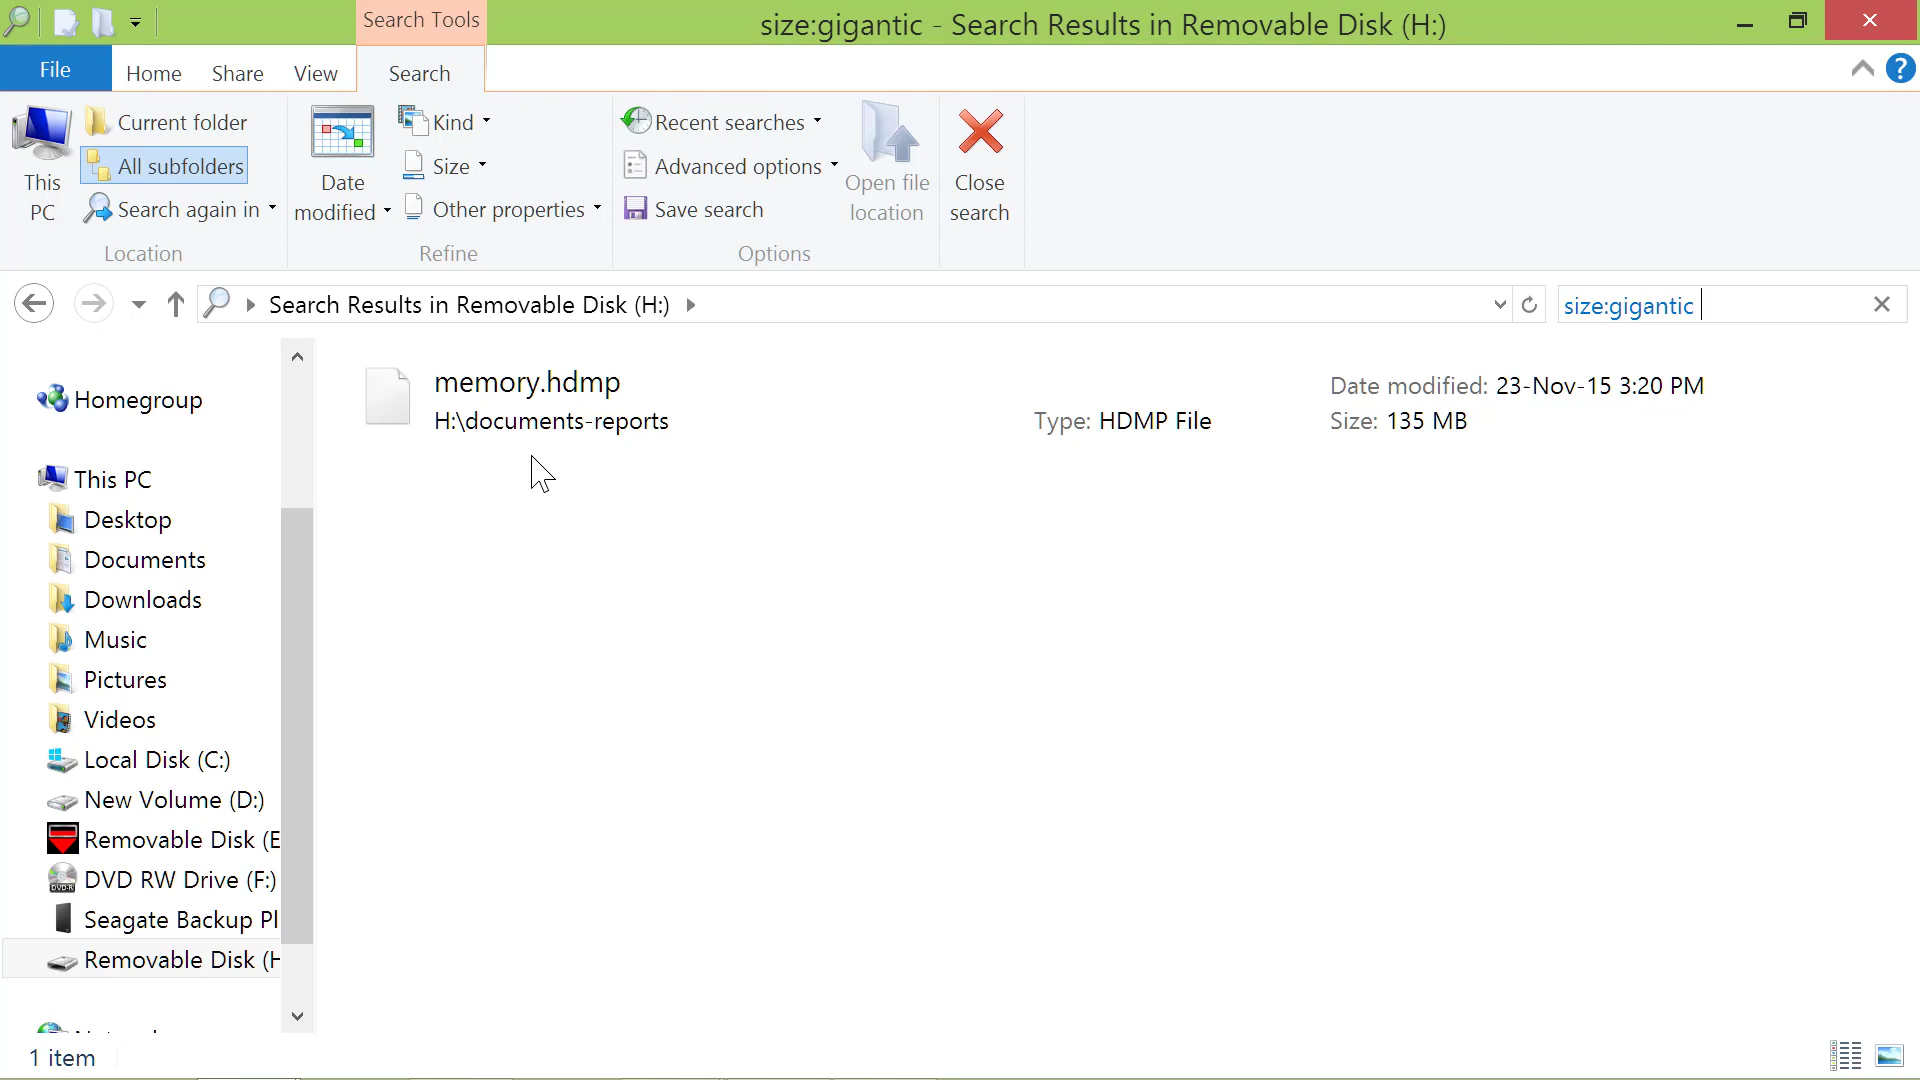 Search Tools
size:gigantic - Search Results in Removable Disk (H:)
File
Home
Share
View
Search
?
This PC
Current folder
All subfolders
Search again in
Location
Date modified
Kind
Size
Other properties
Refine
Recent searches
Advanced options
Save search
Options
Open file location
Close search
Search Results in Removable Disk (H:)
size:gigantic
Homegroup
This PC
Desktop
Documents
Downloads
Music
Pictures
Videos
Local Disk (C:)
New Volume (D:)
Removable Disk (E
DVD RW Drive (F:)
Seagate Backup Pl
Removable Disk (H
memory.hdmp
H:\documents-reports
Type: HDMP File
Date modified: 23-Nov-15 3:20 PM
Size: 135 MB
1 item